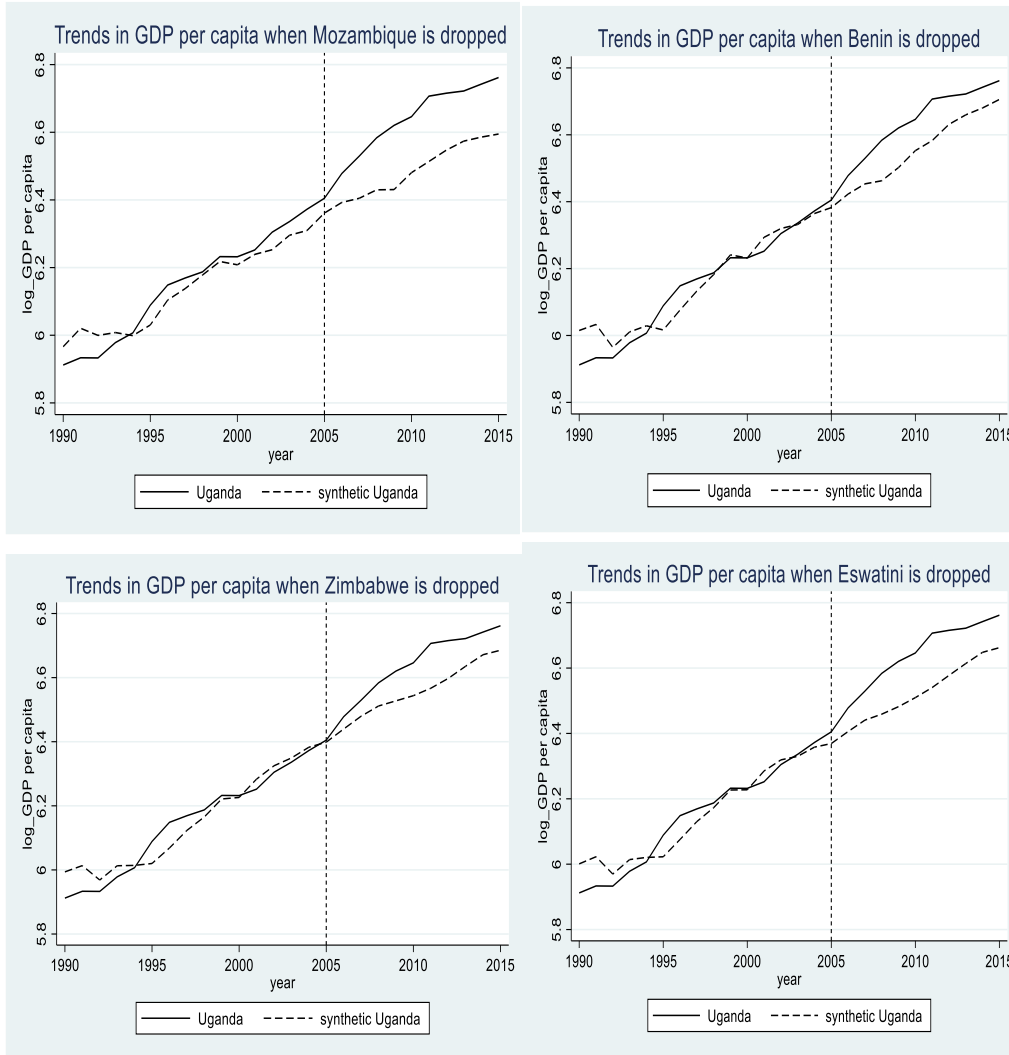 Trends in GDP per capita when Mozambique is dropped
log_GDP per capita
6.8
6.6
6.4
6.2
6
5.8
1990 1995 2000 2005 2010 2015
year
Uganda synthetic Uganda
Trends in GDP per capita when Benin is dropped
log_GDP per capita
6.8
6.6
6.4
6.2
6
5.8
1990 1995 2000 2005 2010 2015
year
Uganda synthetic Uganda
Trends in GDP per capita when Zimbabwe is dropped
log_GDP per capita
6.8
6.6
6.4
6.2
6
5.8
1990 1995 2000 2005 2010 2015
year
Uganda synthetic Uganda
Trends in GDP per capita when Eswatini is dropped
log_GDP per capita
6.8
6.6
6.4
6.2
6
5.8
1990 1995 2000 2005 2010 2015
year
Uganda synthetic Uganda